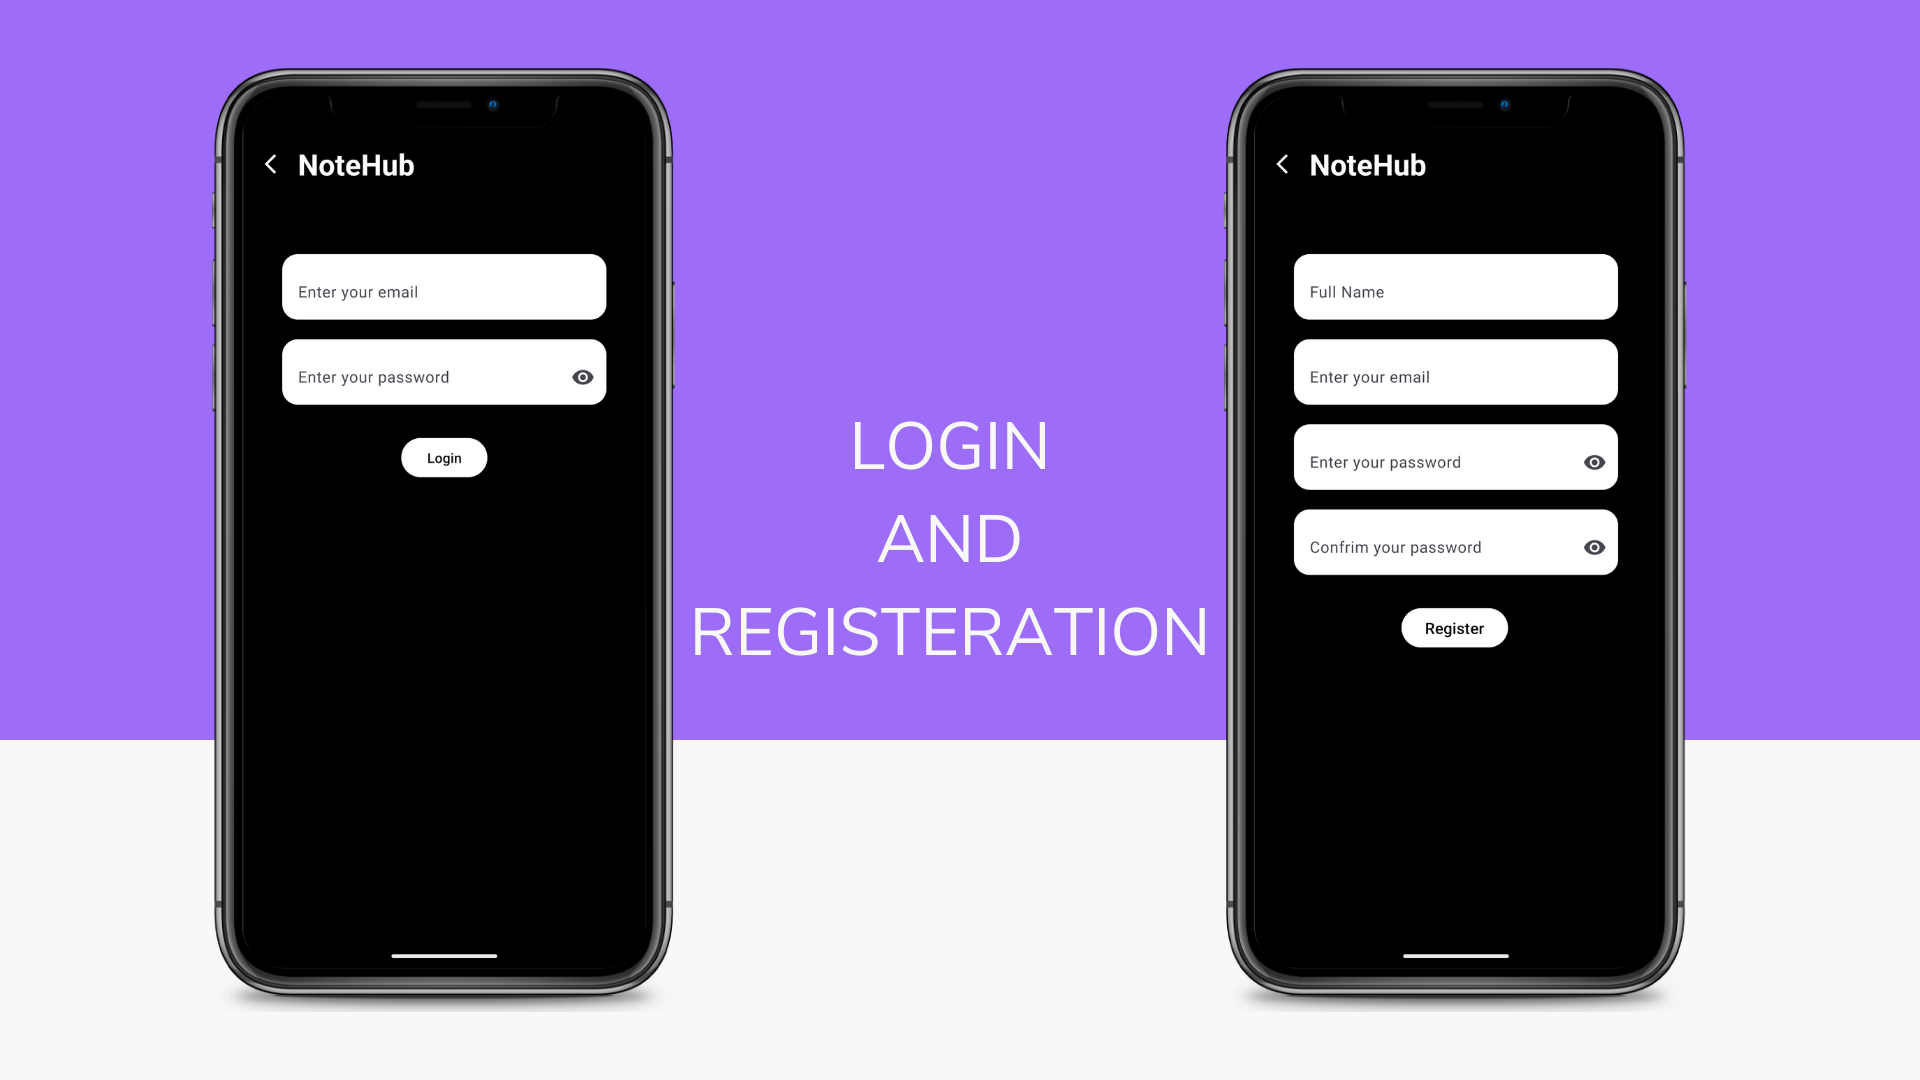 NoteHub
Enter your email
Enter your password
Login
LOGIN
AND
REGISTERATION
NoteHub
Full Name
Enter your email
Enter your password
Confrim your password
Register